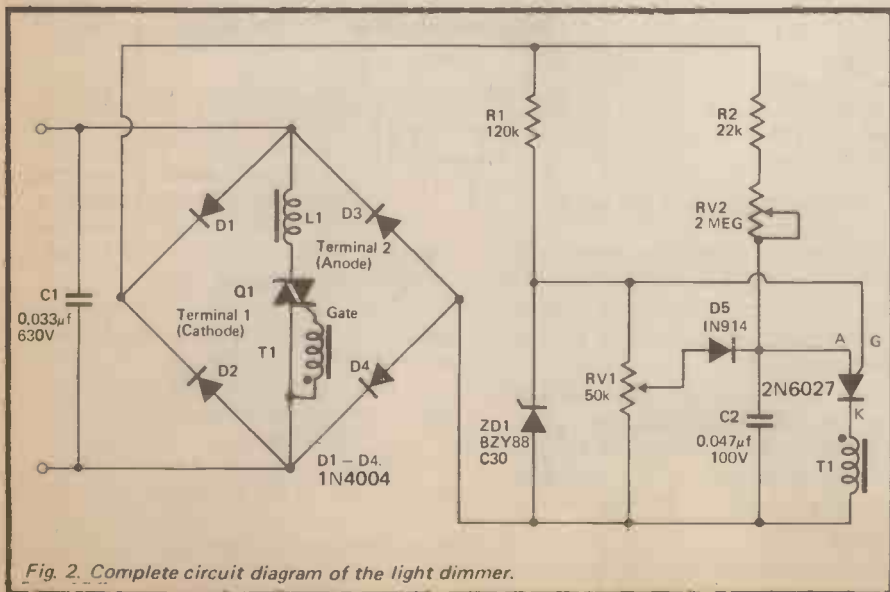 R1
120k
R2
22k
RV2
2 MEG
L1
D1
D3
Terminal 2
(Anode)
C1
0.033µf
630V
Q1
Terminal 1
(Cathode)
Gate
T1
D2
D4
D5
IN914
A
G
RV1
50k
2N6027
K
ZD1
BZY88
C30
C2
0.047µf
100V
T1
D1 – D4.
1N4004
Fig. 2. Complete circuit diagram of the light dimmer.